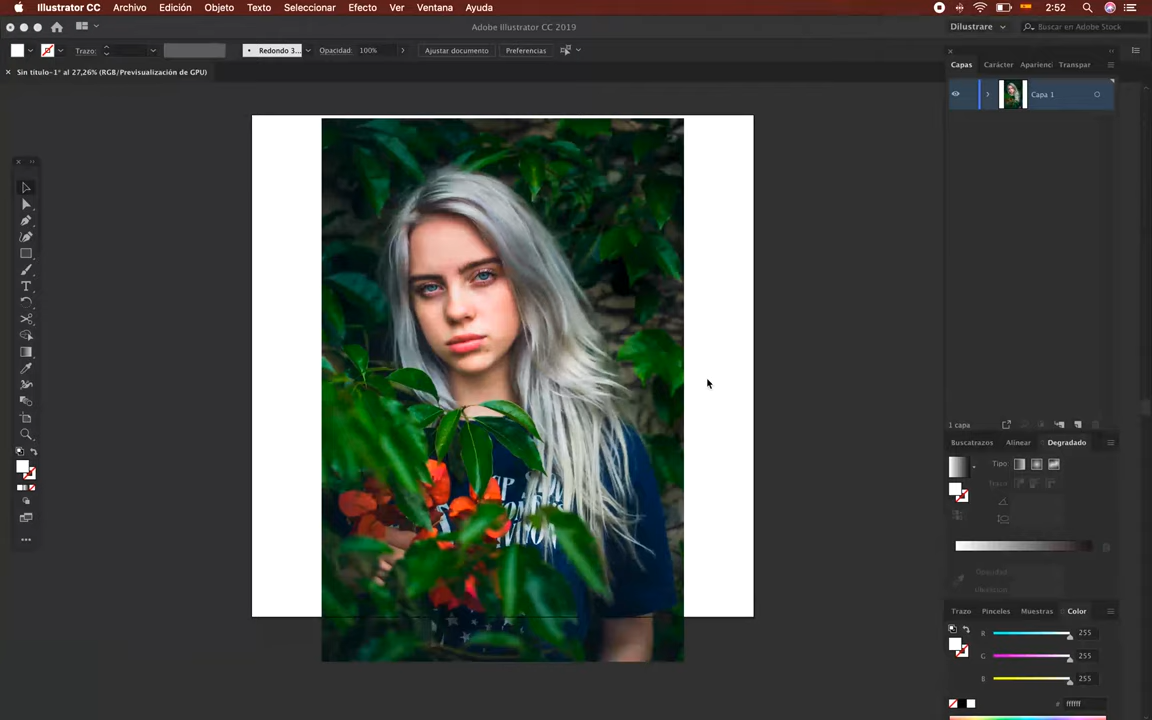 Illustrator CC Archivo Edición Objeto Texto Seleccionar Efecto Ver Ventana Ayuda 2:52
Adobe Illustrator CC 2019 Dilustrare Buscar en Adobe Stock
Trazo: Redondo 3... Opacidad: 100% Ajustar documento Preferencias
Sin título-1* al 27,26% (RGB/Previsualización de GPU)
Capas Carácter Aparienc Transpar
Capa 1
1 capa
Buscatrazos Alinear Degradado
Tipo:
Trazo:
Opacidad:
Ubicación:
Trazo Pinceles Muestras Color
R 255
G 255
B 255
# ffffff